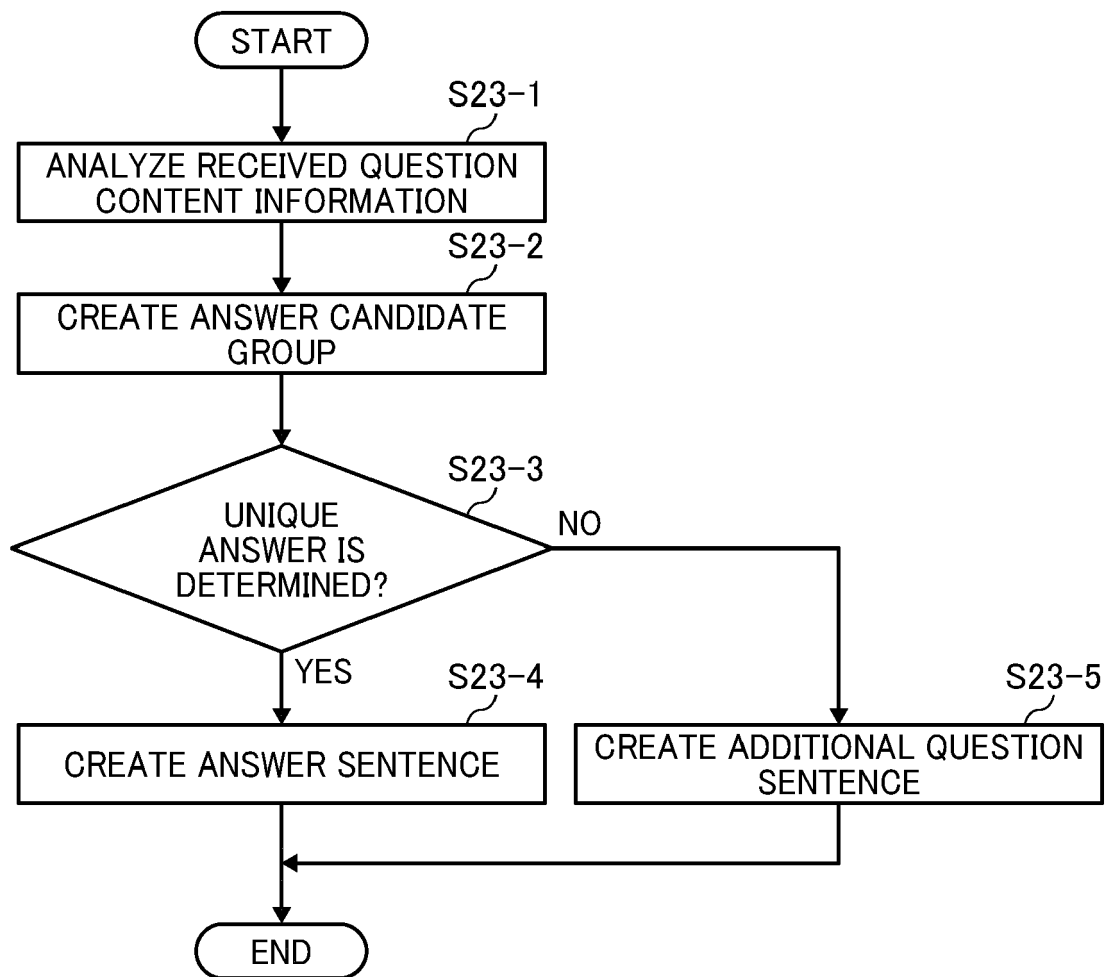 START
S23-1
ANALYZE RECEIVED QUESTION
CONTENT INFORMATION
S23-2
CREATE ANSWER CANDIDATE
GROUP
S23-3
UNIQUE
ANSWER IS
DETERMINED?
NO
YES
S23-4
CREATE ANSWER SENTENCE
S23-5
CREATE ADDITIONAL QUESTION
SENTENCE
END